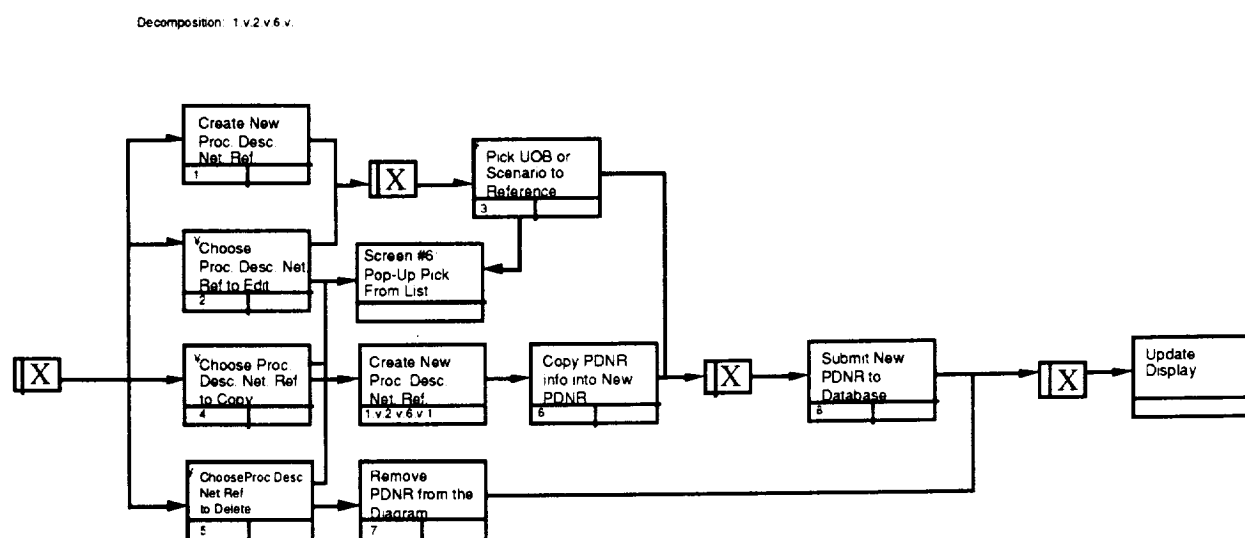 Decomposition: 1.v.2.v.6.v.
Create New
Proc. Desc.
Net. Ref.
1
Pick UOB or
Scenario to
Reference
3
X
Choose
Proc. Desc. Net.
Ref to Edit
2
Screen #6:
Pop-Up Pick
From List
X
Choose Proc.
Desc. Net. Ref
to Copy
4
Create New
Proc. Desc.
Net. Ref.
1.v.2.v.6.v.1
Copy PDNR
info into New
PDNR
6
X
Submit New
PDNR to
Database
8
X
Update
Display
ChooseProc Desc
Net Ref
to Delete
5
Remove
PDNR from the
Diagram
7